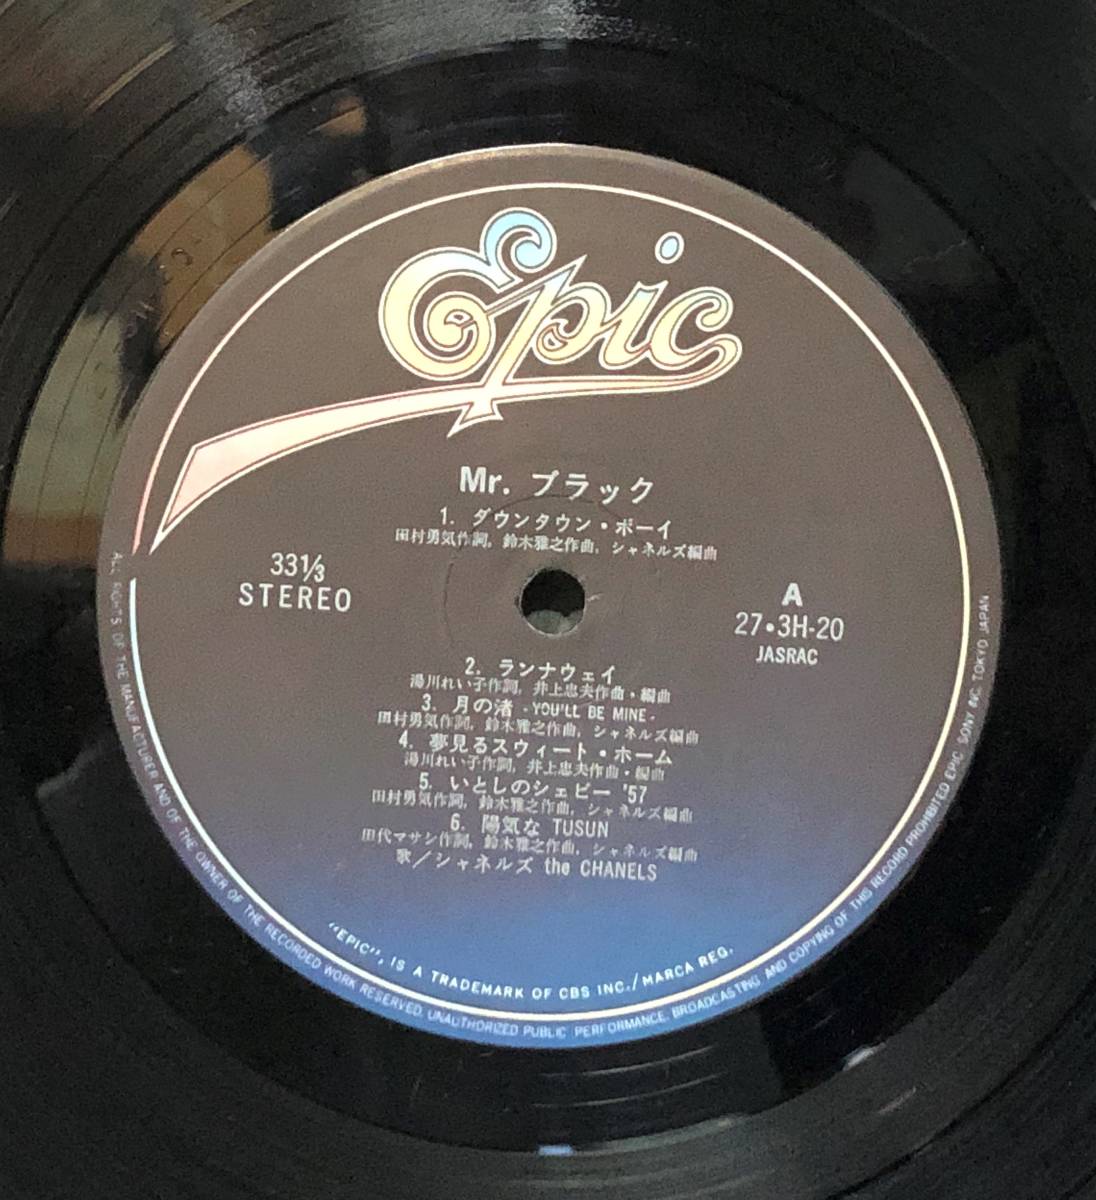 Epic
Mr. ブラック
1. ダウンタウン・ボーイ
田村勇気作詞, 鈴木雅之作曲, シャネルズ編曲
33⅓
STEREO
A
27・3H-20
JASRAC
2. ランナウェイ
湯川れい子作詞, 井上忠夫作曲・編曲
3. 月の渚 -YOU'LL BE MINE-
田村勇気作詞, 鈴木雅之作曲, シャネルズ編曲
4. 夢見るスウィート・ホーム
湯川れい子作詞, 井上忠夫作曲・編曲
5. いとしのシェビー '57
田村勇気作詞, 鈴木雅之作曲, シャネルズ編曲
6. 陽気な TUSUN
田代マサシ作詞, 鈴木雅之作曲, シャネルズ編曲
歌／シャネルズ the CHANELS
"EPIC", IS A TRADEMARK OF CBS INC./MARCA REG.
ALL RIGHTS OF THE MANUFACTURER AND OF THE OWNER OF THE RECORDED WORK RESERVED. UNAUTHORIZED PUBLIC PERFORMANCE. BROADCASTING AND COPYING OF THIS RECORD PROHIBITED EPIC SONY INC. TOKYO JAPAN